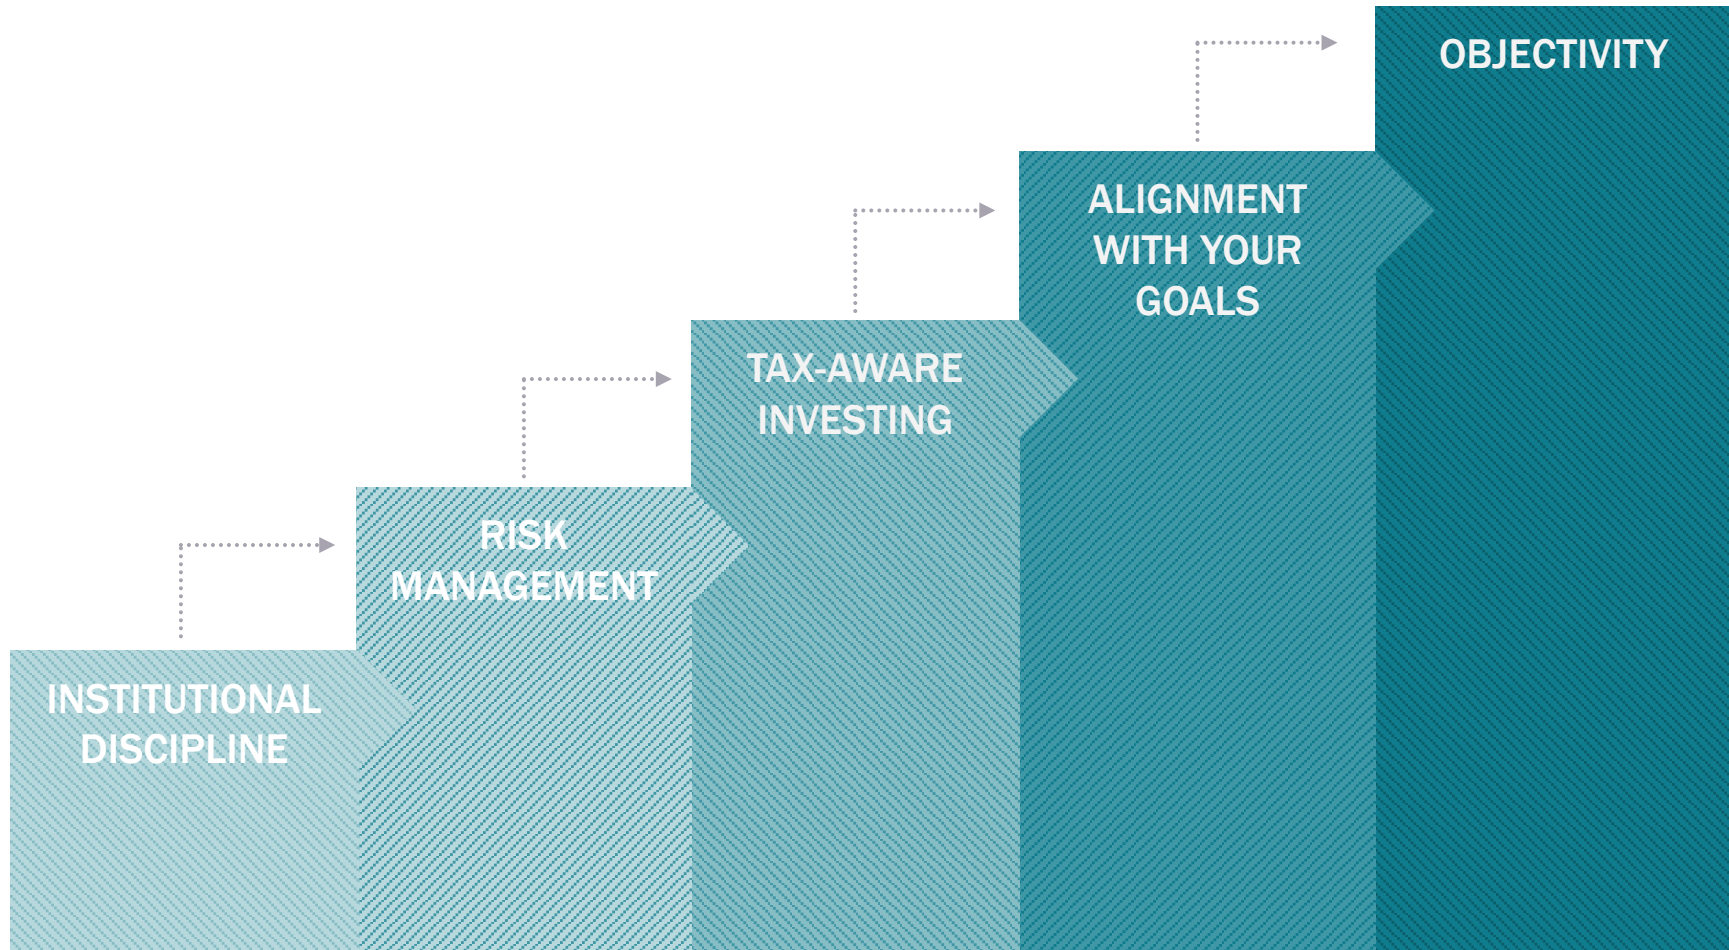 INSTITUTIONAL
DISCIPLINE
RISK
MANAGEMENT
TAX-AWARE
INVESTING
ALIGNMENT
WITH YOUR
GOALS
OBJECTIVITY